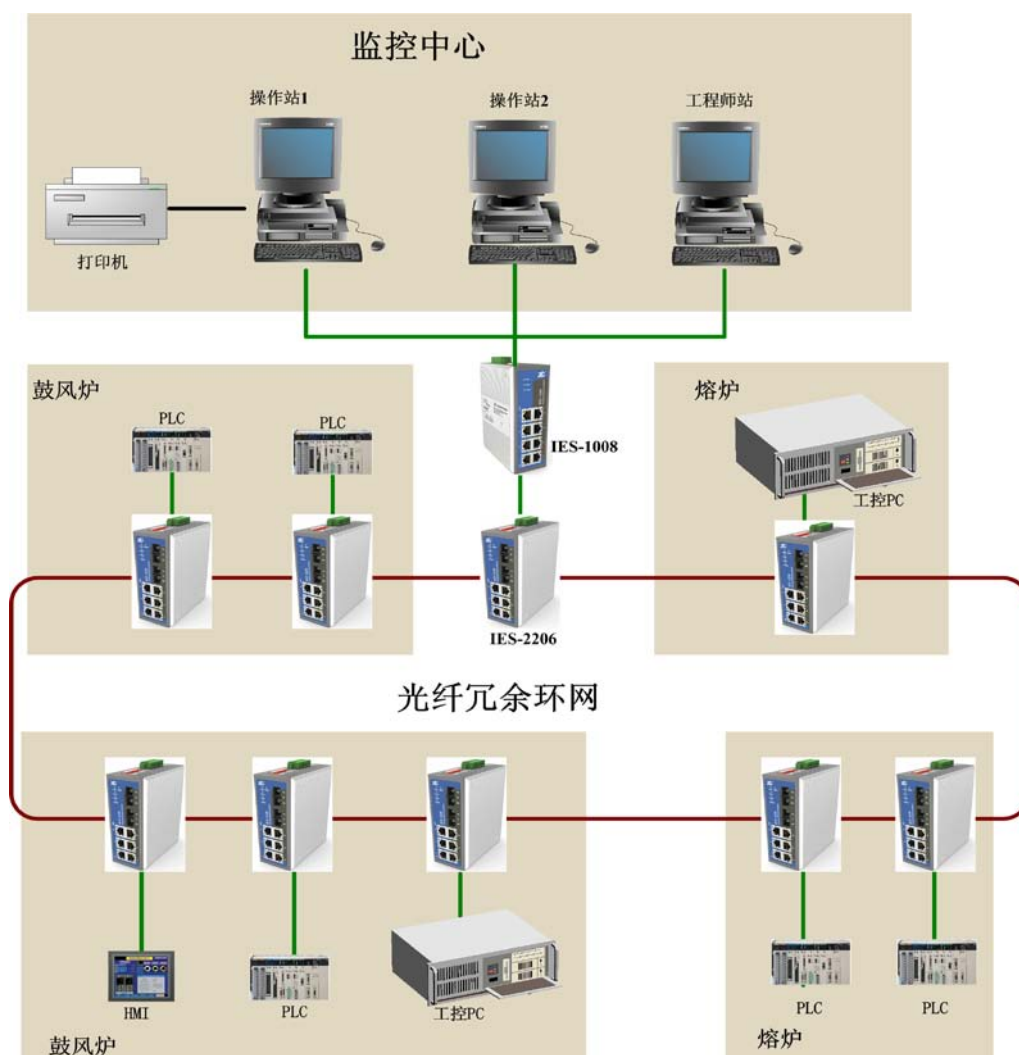 监控中心
操作站1
操作站2
工程师站
打印机
鼓风炉
PLC
PLC
IES-1008
熔炉
工控PC
IES-2206
光纤冗余环网
HMI
PLC
工控PC
鼓风炉
PLC
PLC
熔炉